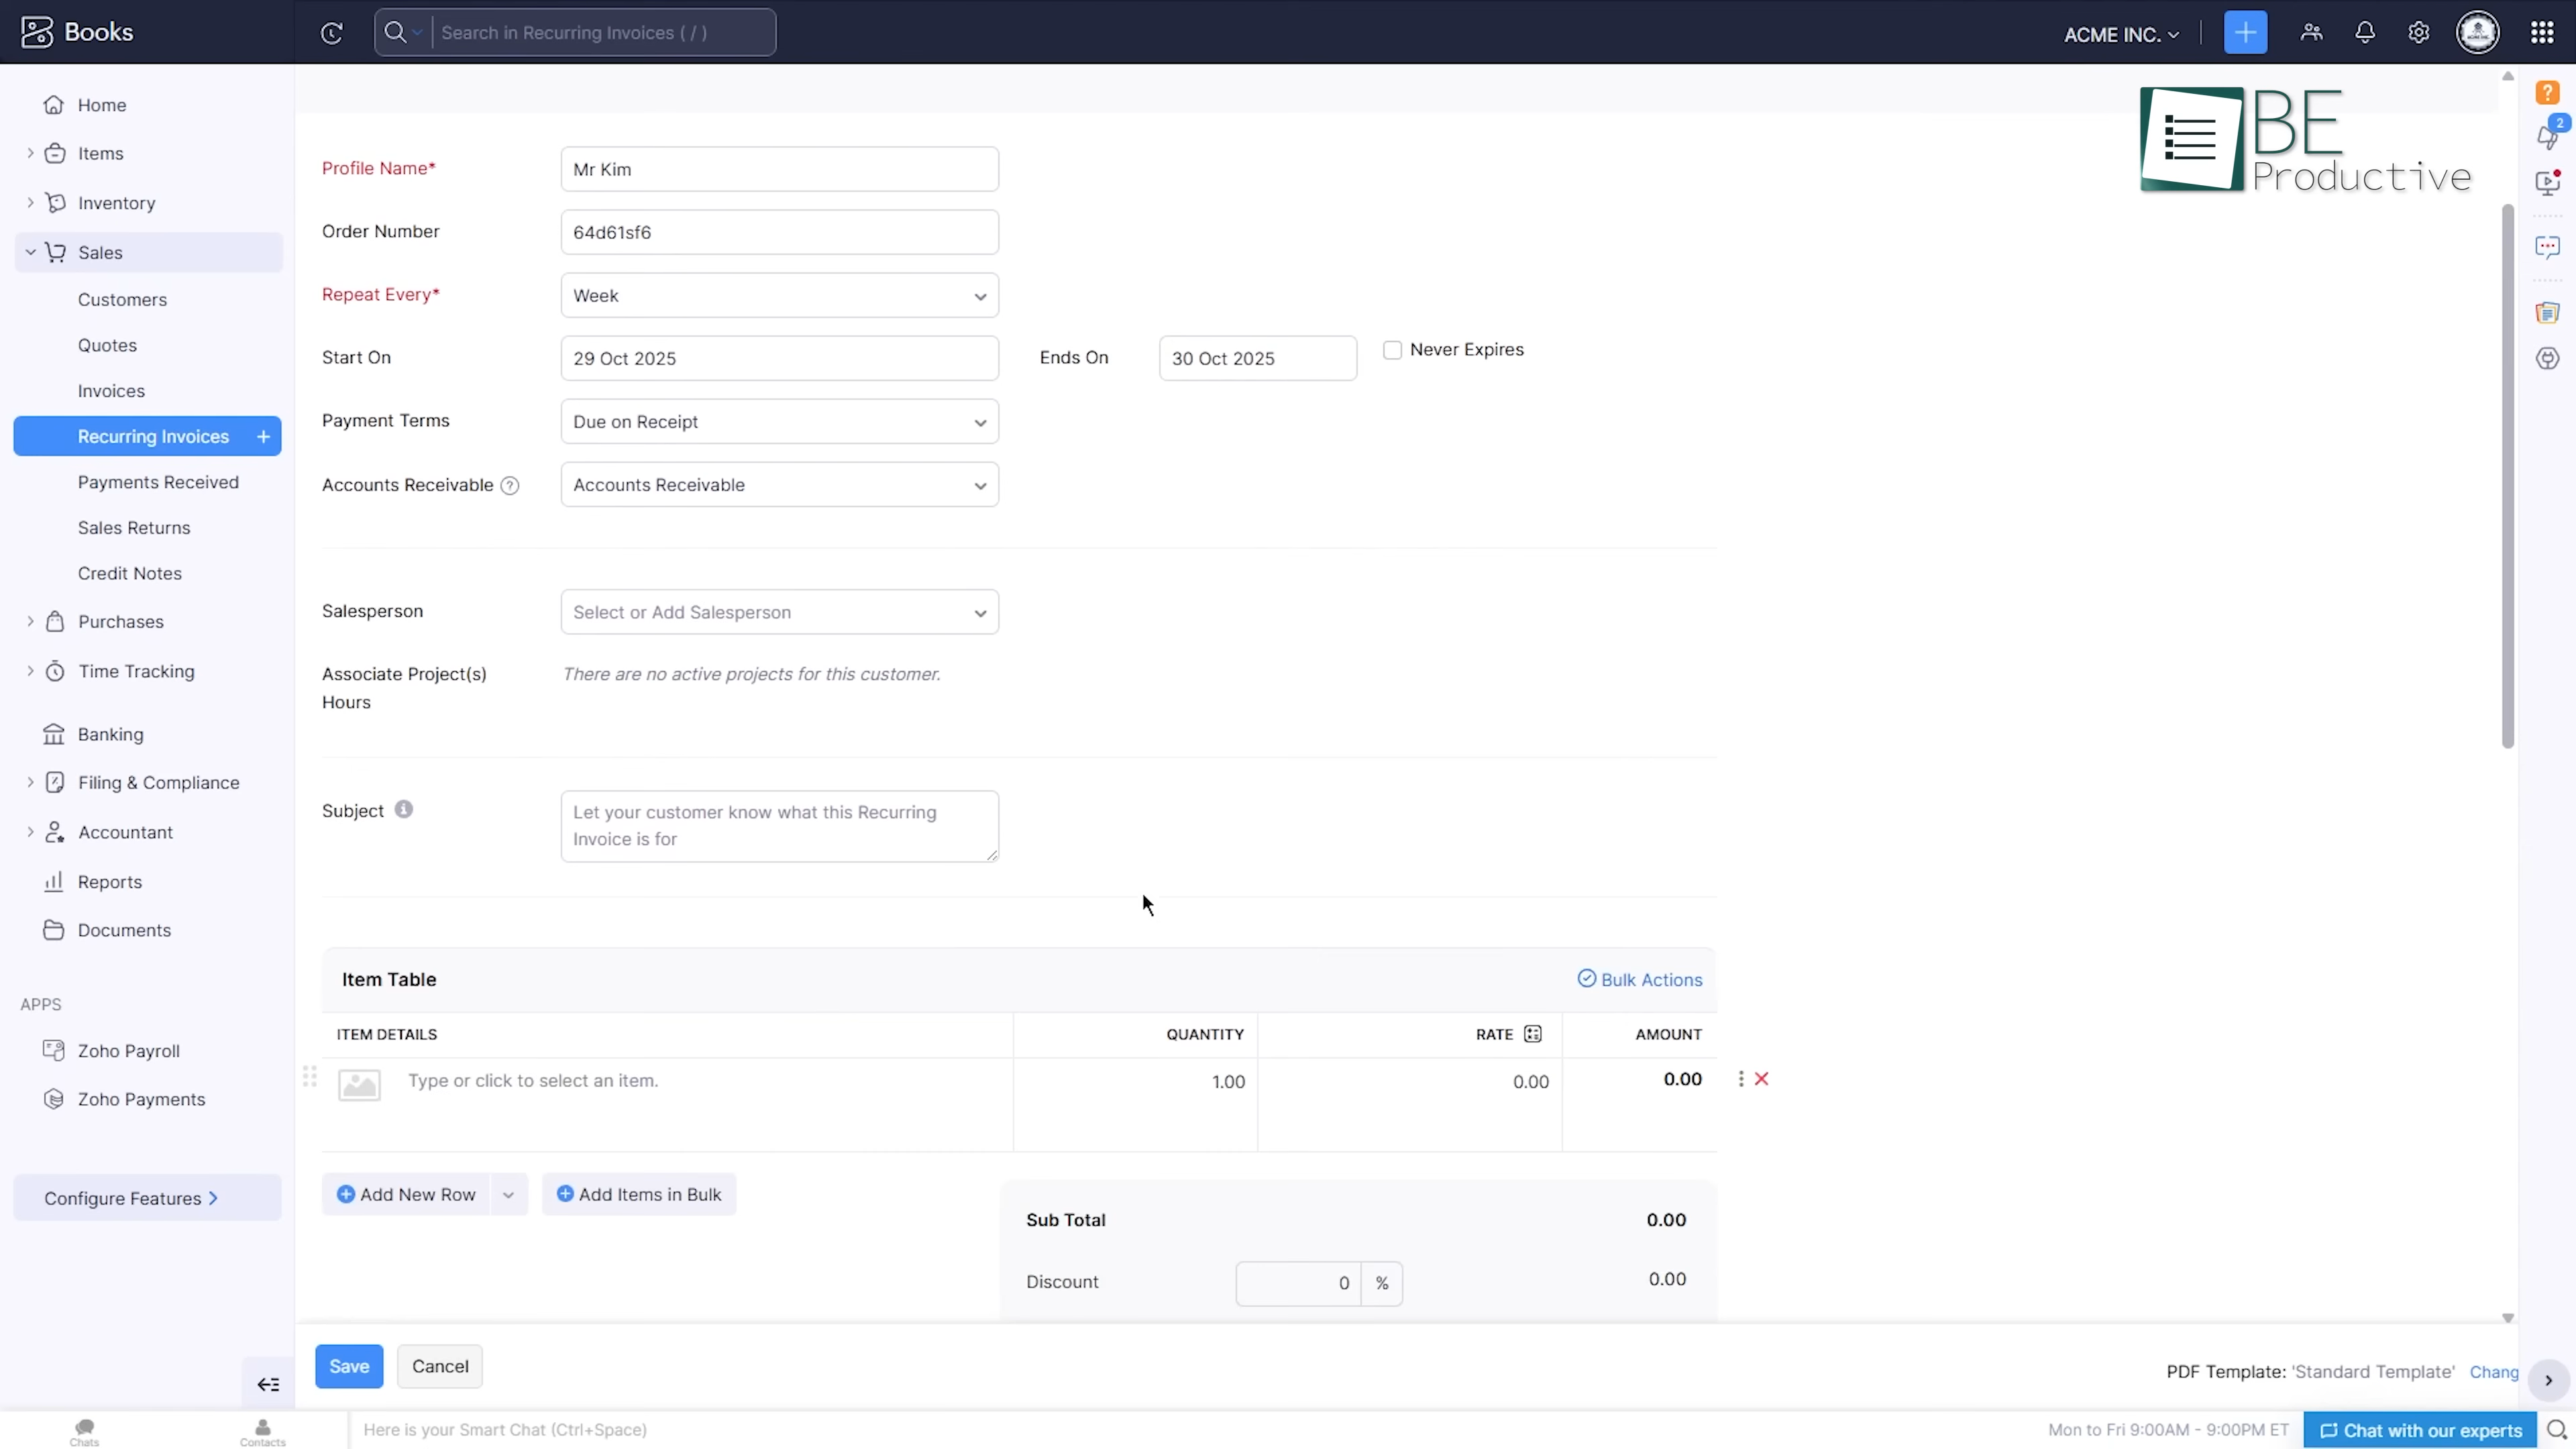 Books
Search in Recurring Invoices ( / )
ACME INC.
Home
Items
Inventory
Sales
Customers
Quotes
Invoices
Recurring Invoices +
Payments Received
Sales Returns
Credit Notes
Purchases
Time Tracking
Banking
Filing & Compliance
Accountant
Reports
Documents
APPS
Zoho Payroll
Zoho Payments
Configure Features
BE
Productive
2
Profile Name*
Mr Kim
Order Number
64d61sf6
Repeat Every*
Week
Start On
29 Oct 2025
Ends On
30 Oct 2025
Never Expires
Payment Terms
Due on Receipt
Accounts Receivable
Accounts Receivable
Salesperson
Select or Add Salesperson
Associate Project(s)
Hours
There are no active projects for this customer.
Subject
Let your customer know what this Recurring
Invoice is for
Item Table
Bulk Actions
ITEM DETAILS
QUANTITY
RATE
AMOUNT
Type or click to select an item.
1.00
0.00
0.00
Add New Row
Add Items in Bulk
Sub Total
0.00
Discount
0
%
0.00
Save
Cancel
PDF Template: 'Standard Template' Chang
Chats
Contacts
Here is your Smart Chat (Ctrl+Space)
Mon to Fri 9:00AM - 9:00PM ET
Chat with our experts